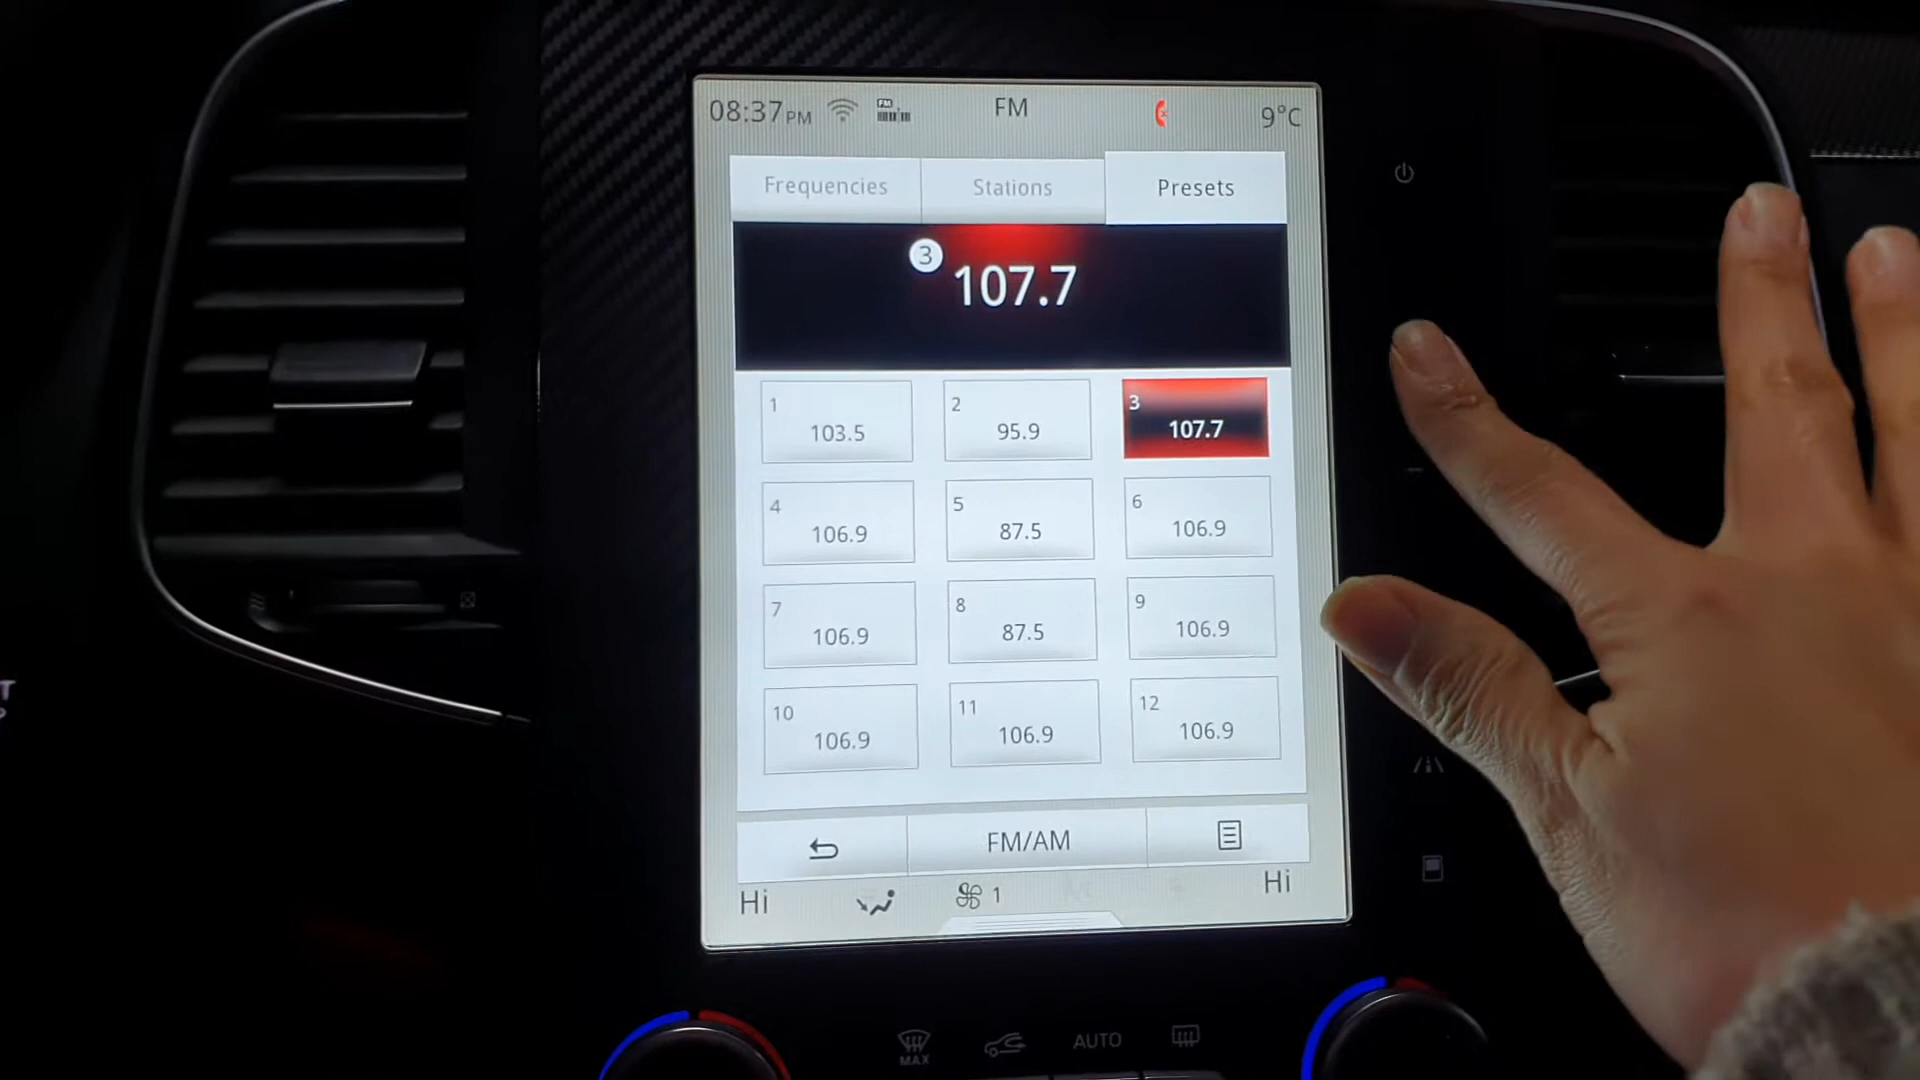 08:37PM FM FM 9°C
Frequencies Stations Presets
3 107.7
1 2 3
103.5 95.9 107.7
4 5 6
106.9 87.5 106.9
7 8 9
106.9 87.5 106.9
10 11 12
106.9 106.9 106.9
FM/AM
Hi 1 Hi
MAX AUTO